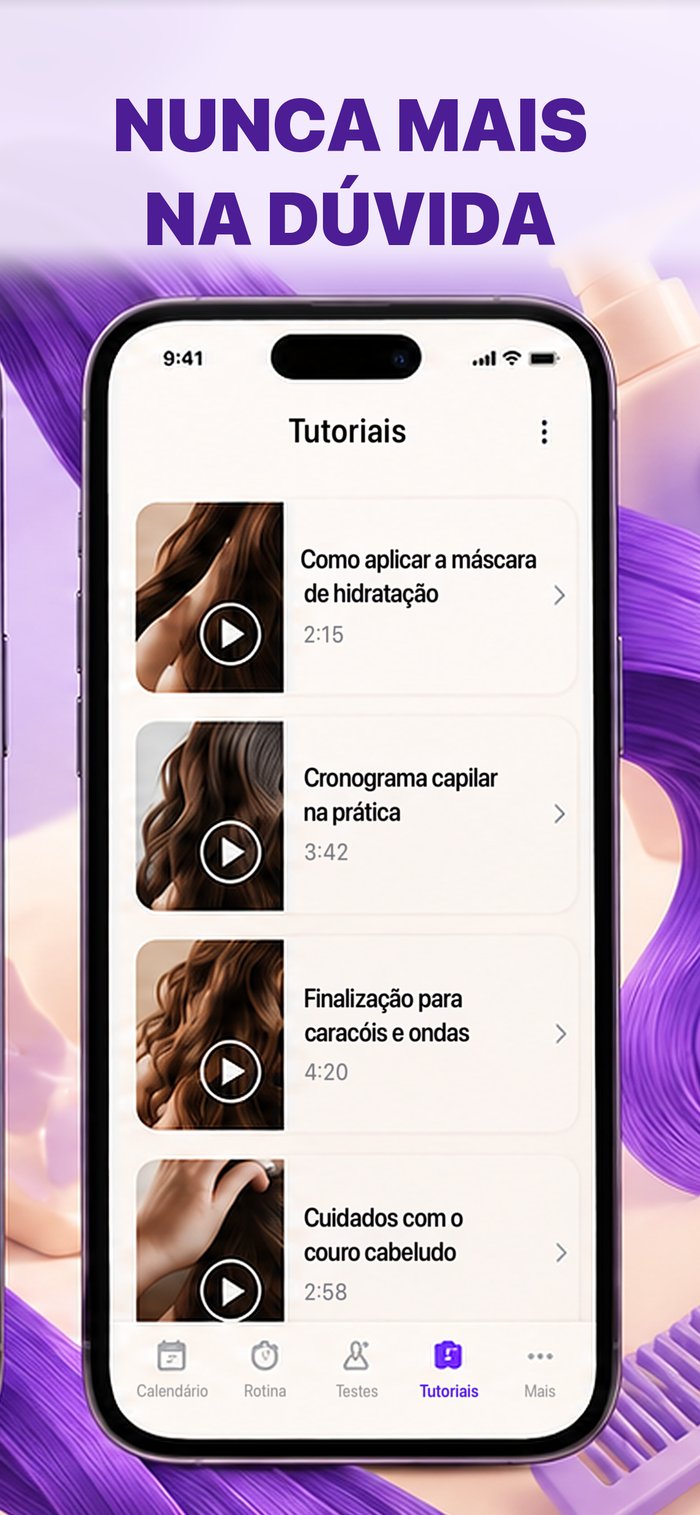 NUNCA MAIS
NA DÚVIDA
9:41
Tutoriais
Como aplicar a máscara
de hidratação
2:15
Cronograma capilar
na prática
3:42
Finalização para
caracóis e ondas
4:20
Cuidados com o
couro cabeludo
2:58
Calendário
Rotina
Testes
Tutoriais
Mais